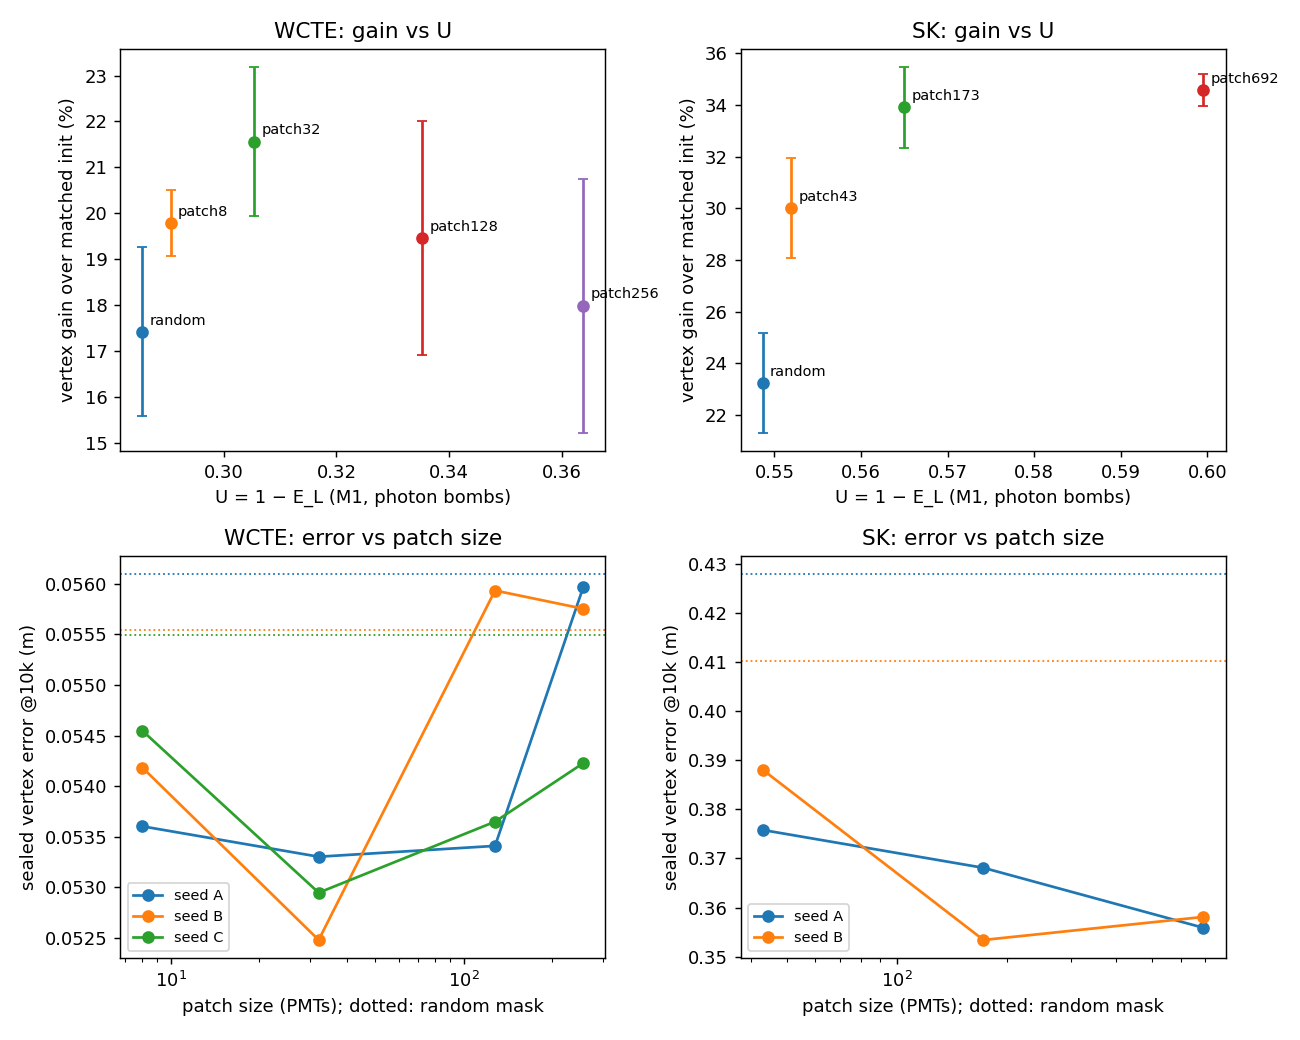 WCTE: gain vs U
vertex gain over matched init (%)
23
22
21
20
19
18
17
16
15
random
patch8
patch32
patch128
patch256
0.30
0.32
0.34
0.36
U = 1 − E_L (M1, photon bombs)
SK: gain vs U
vertex gain over matched init (%)
36
34
32
30
28
26
24
22
random
patch43
patch173
patch692
0.55
0.56
0.57
0.58
0.59
0.60
U = 1 − E_L (M1, photon bombs)
WCTE: error vs patch size
sealed vertex error @10k (m)
0.0560
0.0555
0.0550
0.0545
0.0540
0.0535
0.0530
0.0525
seed A
seed B
seed C
10¹
10²
patch size (PMTs); dotted: random mask
SK: error vs patch size
sealed vertex error @10k (m)
0.43
0.42
0.41
0.40
0.39
0.38
0.37
0.36
0.35
seed A
seed B
10²
patch size (PMTs); dotted: random mask